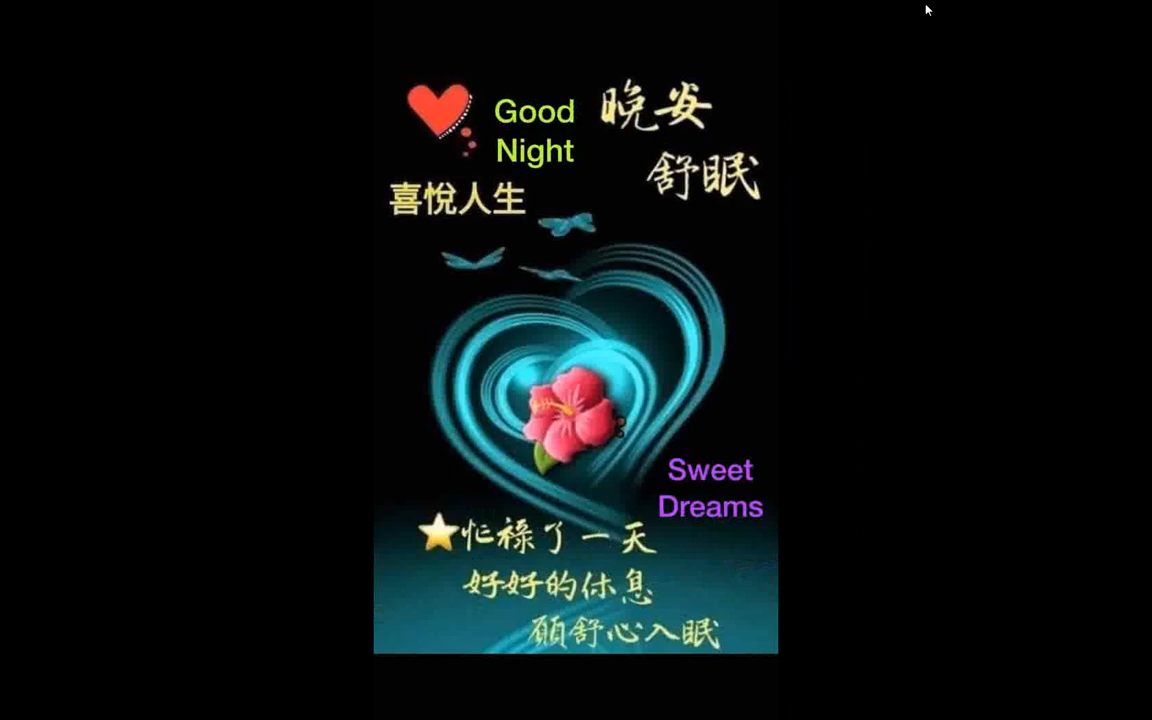 Good
Night
晚安
舒眠
喜悅人生
Sweet
Dreams
忙祿了一天
好好的休息
願舒心入眠